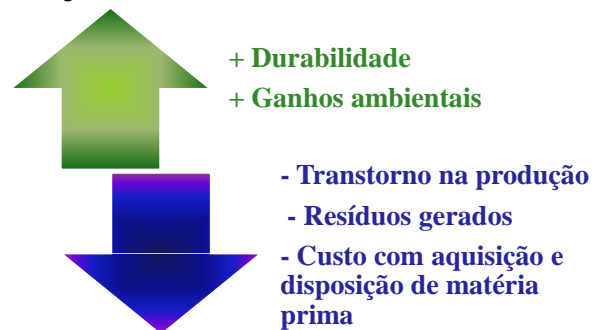 + Durabilidade
+ Ganhos ambientais
- Transtorno na produção
- Resíduos gerados
- Custo com aquisição e
disposição de matéria
prima